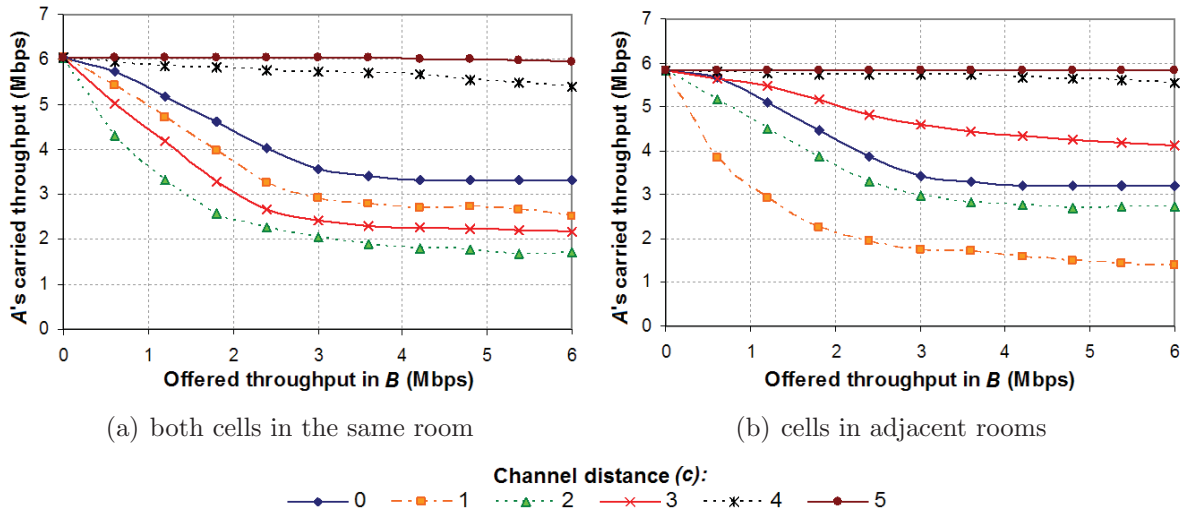 7
6
5
4
3
2
1
0
A's carried throughput (Mbps)
0 1 2 3 4 5 6
Offered throughput in B (Mbps)
(a) both cells in the same room
7
6
5
4
3
2
1
0
A's carried throughput (Mbps)
0 1 2 3 4 5 6
Offered throughput in B (Mbps)
(b) cells in adjacent rooms
Channel distance (c):
0 1 2 3 4 5